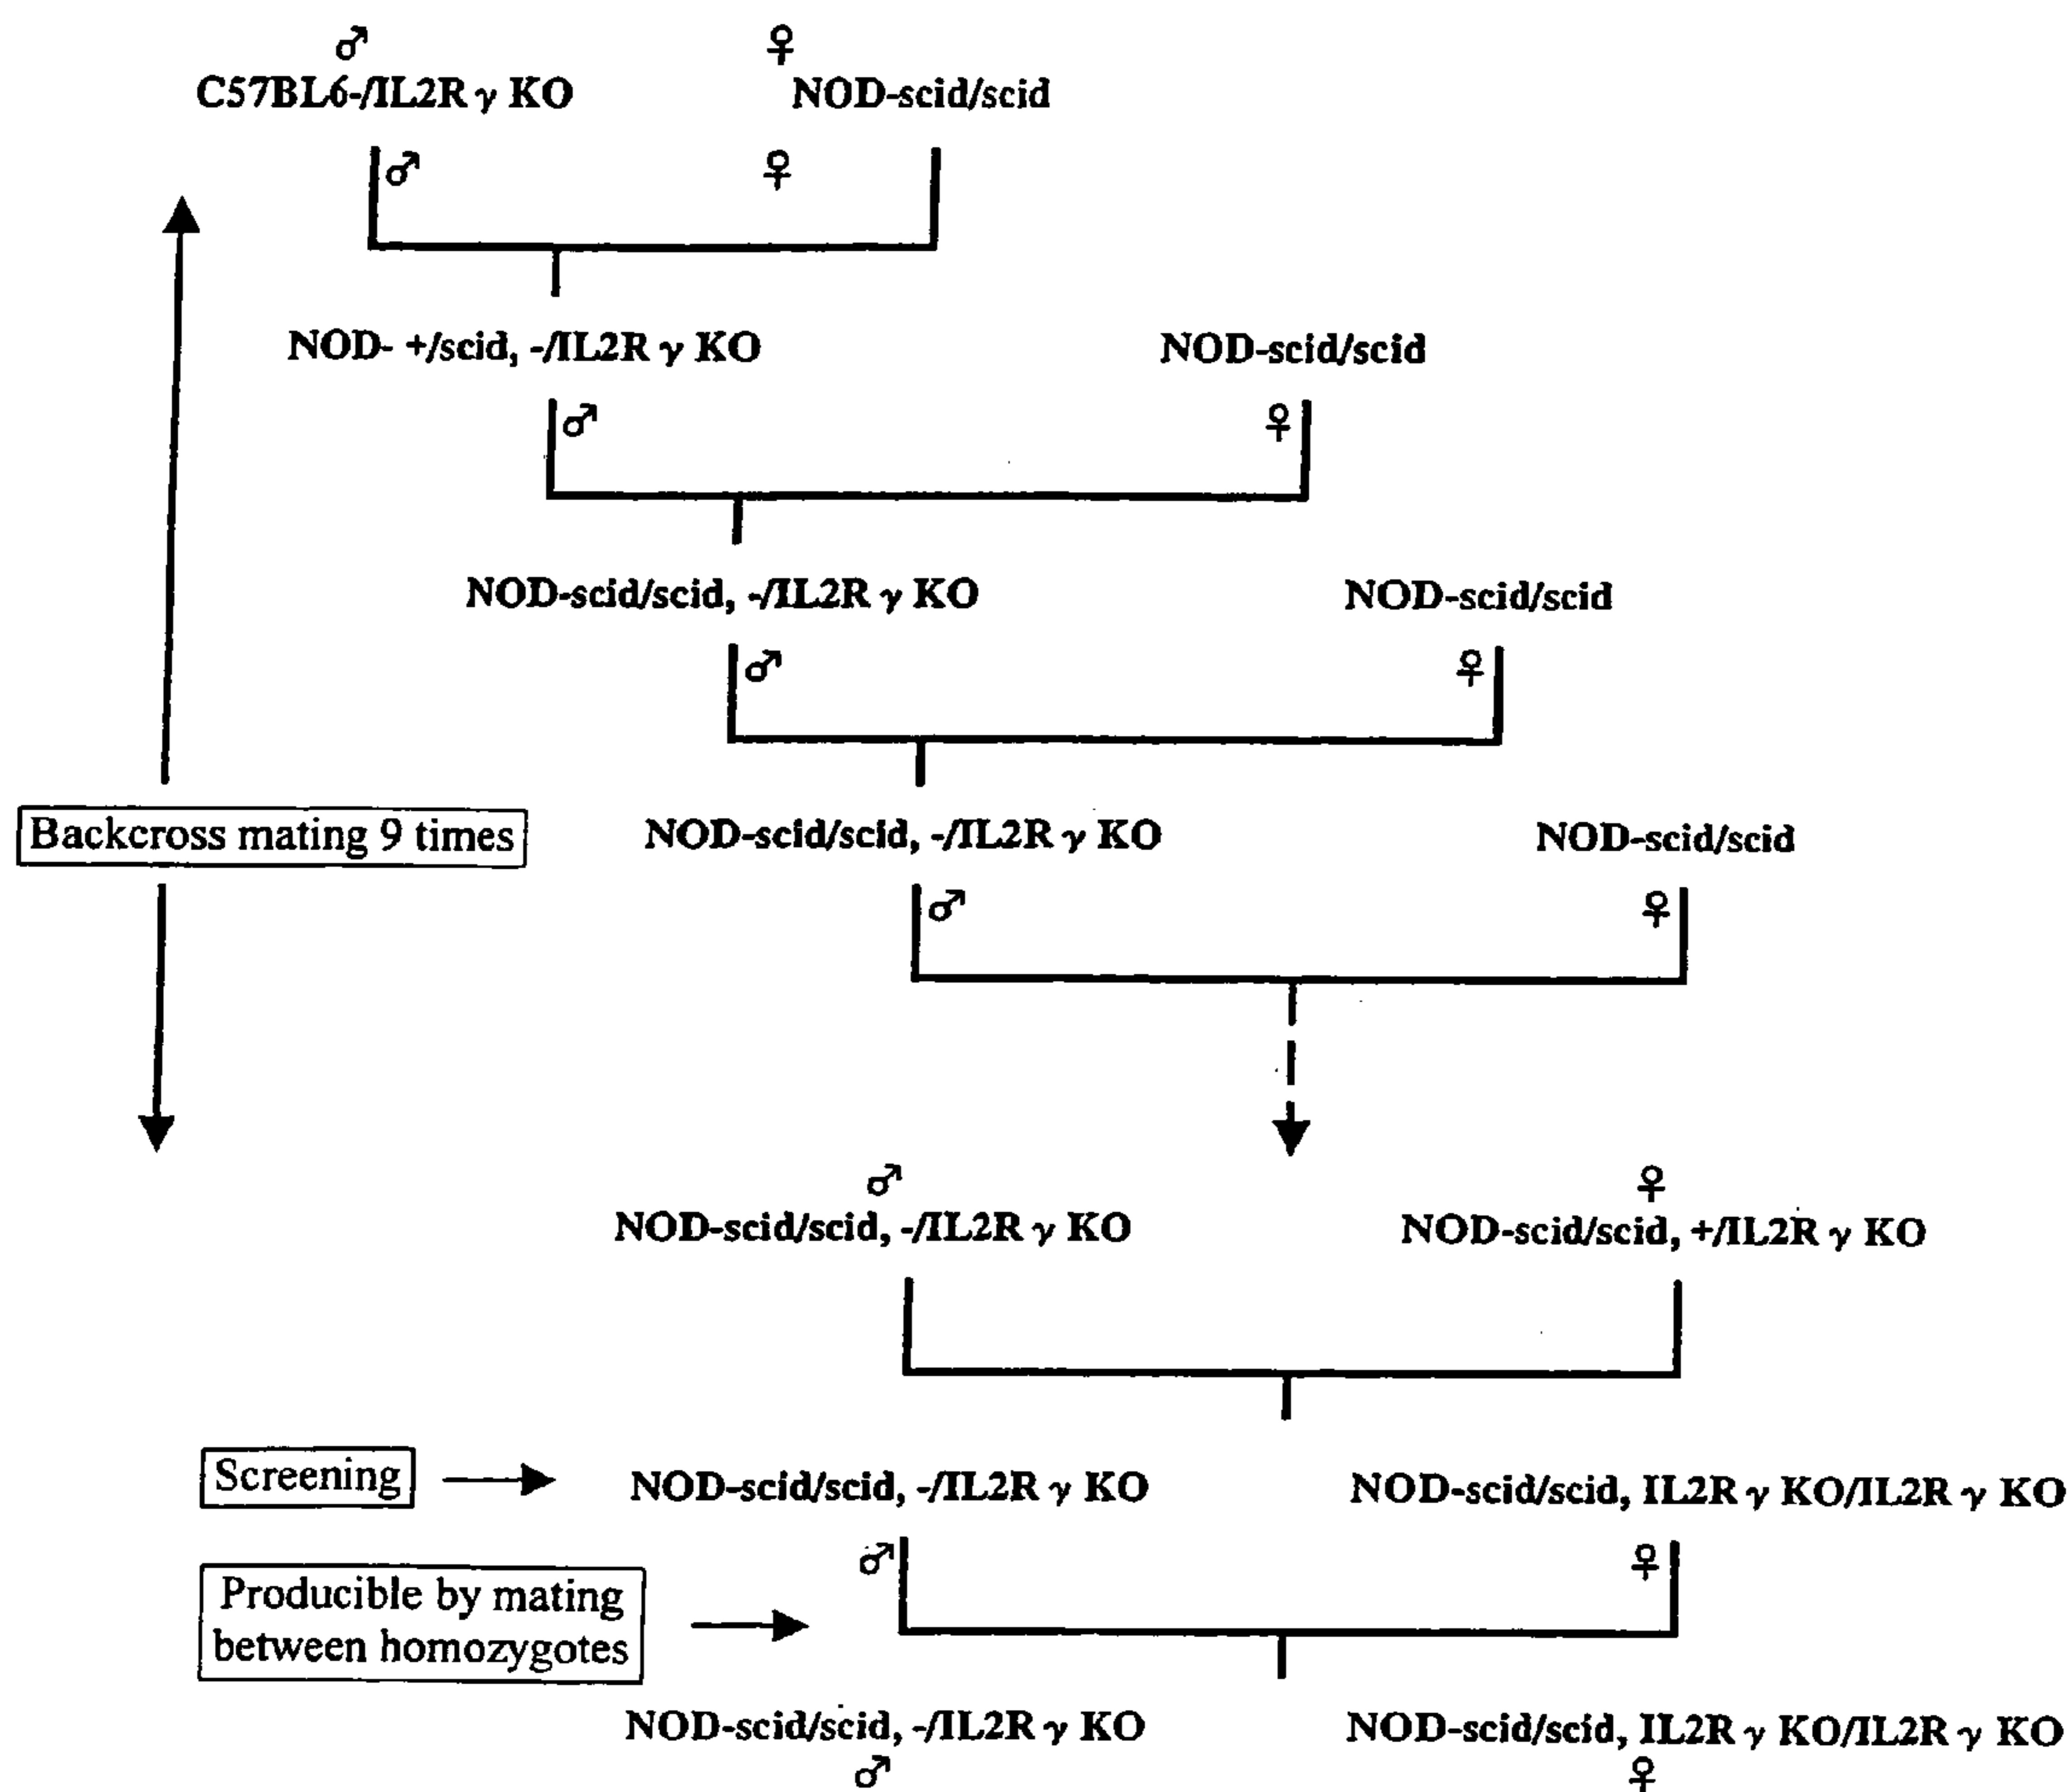 ♂ ♀
C57BL6-/IL2R γ KO NOD-scid/scid
♂ ♀
NOD- +/scid, -/IL2R γ KO NOD-scid/scid
♂ ♀
NOD-scid/scid, -/IL2R γ KO NOD-scid/scid
♂ ♀
Backcross mating 9 times NOD-scid/scid, -/IL2R γ KO NOD-scid/scid
♂ ♀
♂ ♀
NOD-scid/scid, -/IL2R γ KO NOD-scid/scid, +/IL2R γ KO
Screening NOD-scid/scid, -/IL2R γ KO NOD-scid/scid, IL2R γ KO/IL2R γ KO
♂ ♀
Producible by mating
between homozygotes
NOD-scid/scid, -/IL2R γ KO NOD-scid/scid, IL2R γ KO/IL2R γ KO
♂ ♀